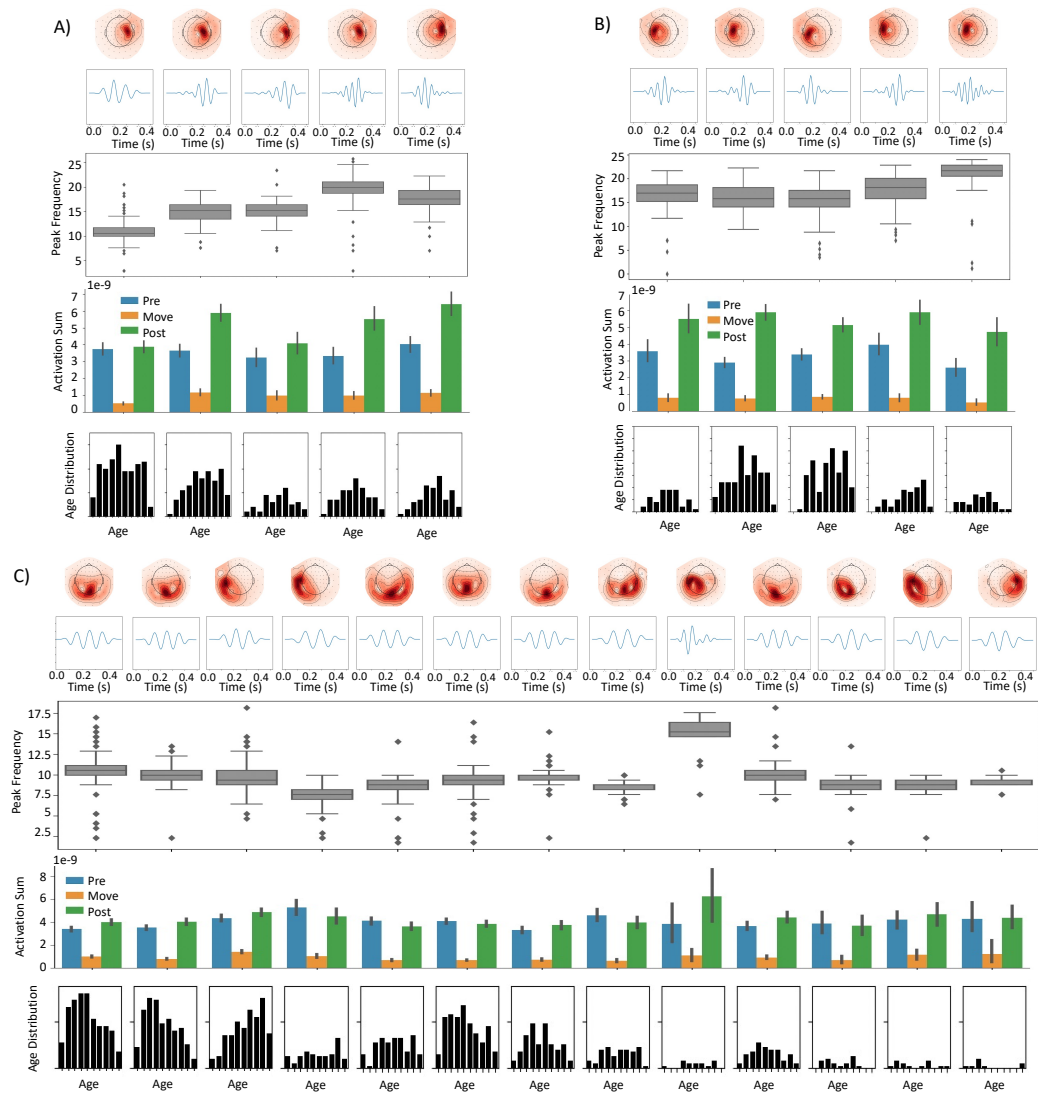 A)
0.0 0.2 0.4 0.0 0.2 0.4 0.0 0.2 0.4 0.0 0.2 0.4 0.0 0.2 0.4
Time (s) Time (s) Time (s) Time (s) Time (s)
Peak Frequency
25
20
15
10
5
1e-9
Activation Sum
7
6
5
4
3
2
1
0
Pre
Move
Post
Age Distribution
Age Age Age Age Age
B)
0.0 0.2 0.4 0.0 0.2 0.4 0.0 0.2 0.4 0.0 0.2 0.4 0.0 0.2 0.4
Time (s) Time (s) Time (s) Time (s) Time (s)
Peak Frequency
25
20
15
10
5
0
1e-9
Activation Sum
7
6
5
4
3
2
1
0
Pre
Move
Post
Age Distribution
Age Age Age Age Age
C)
0.0 0.2 0.4 0.0 0.2 0.4 0.0 0.2 0.4 0.0 0.2 0.4 0.0 0.2 0.4 0.0 0.2 0.4 0.0 0.2 0.4 0.0 0.2 0.4 0.0 0.2 0.4 0.0 0.2 0.4 0.0 0.2 0.4 0.0 0.2 0.4 0.0 0.2 0.4
Time (s) Time (s) Time (s) Time (s) Time (s) Time (s) Time (s) Time (s) Time (s) Time (s) Time (s) Time (s) Time (s)
Peak Frequency
17.5
15
12.5
10
7.5
5
2.5
1e-9
Activation Sum
8
6
4
2
0
Pre
Move
Post
Age Distribution
Age Age Age Age Age Age Age Age Age Age Age Age Age